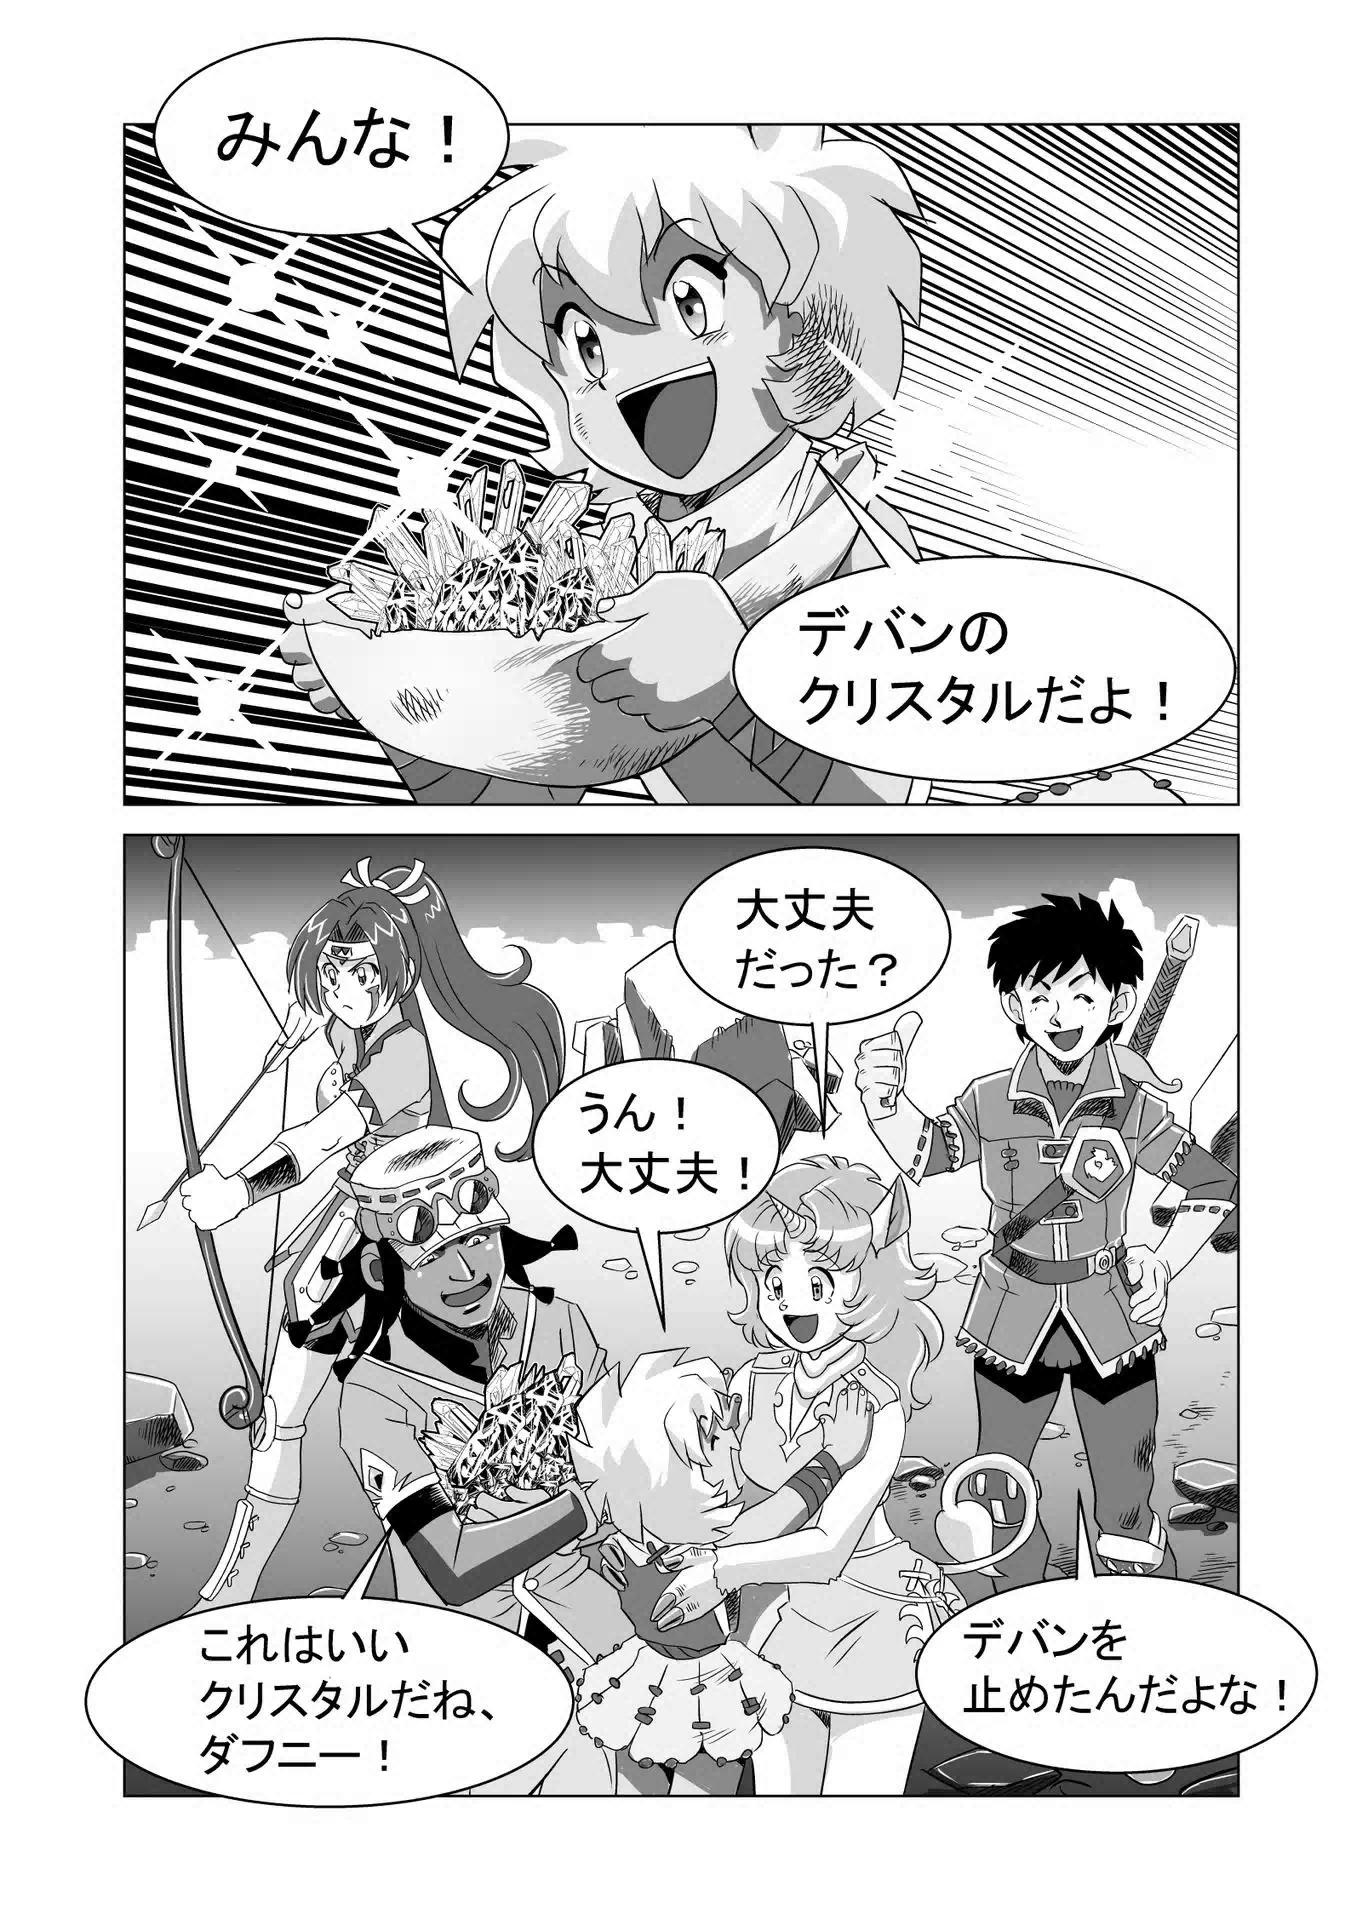 みんな！
デバンの
クリスタルだよ！
大丈夫
だった？
うん！
大丈夫！
これはいい
クリスタルだね、
ダフニー！
デバンを
止めたんだよな！